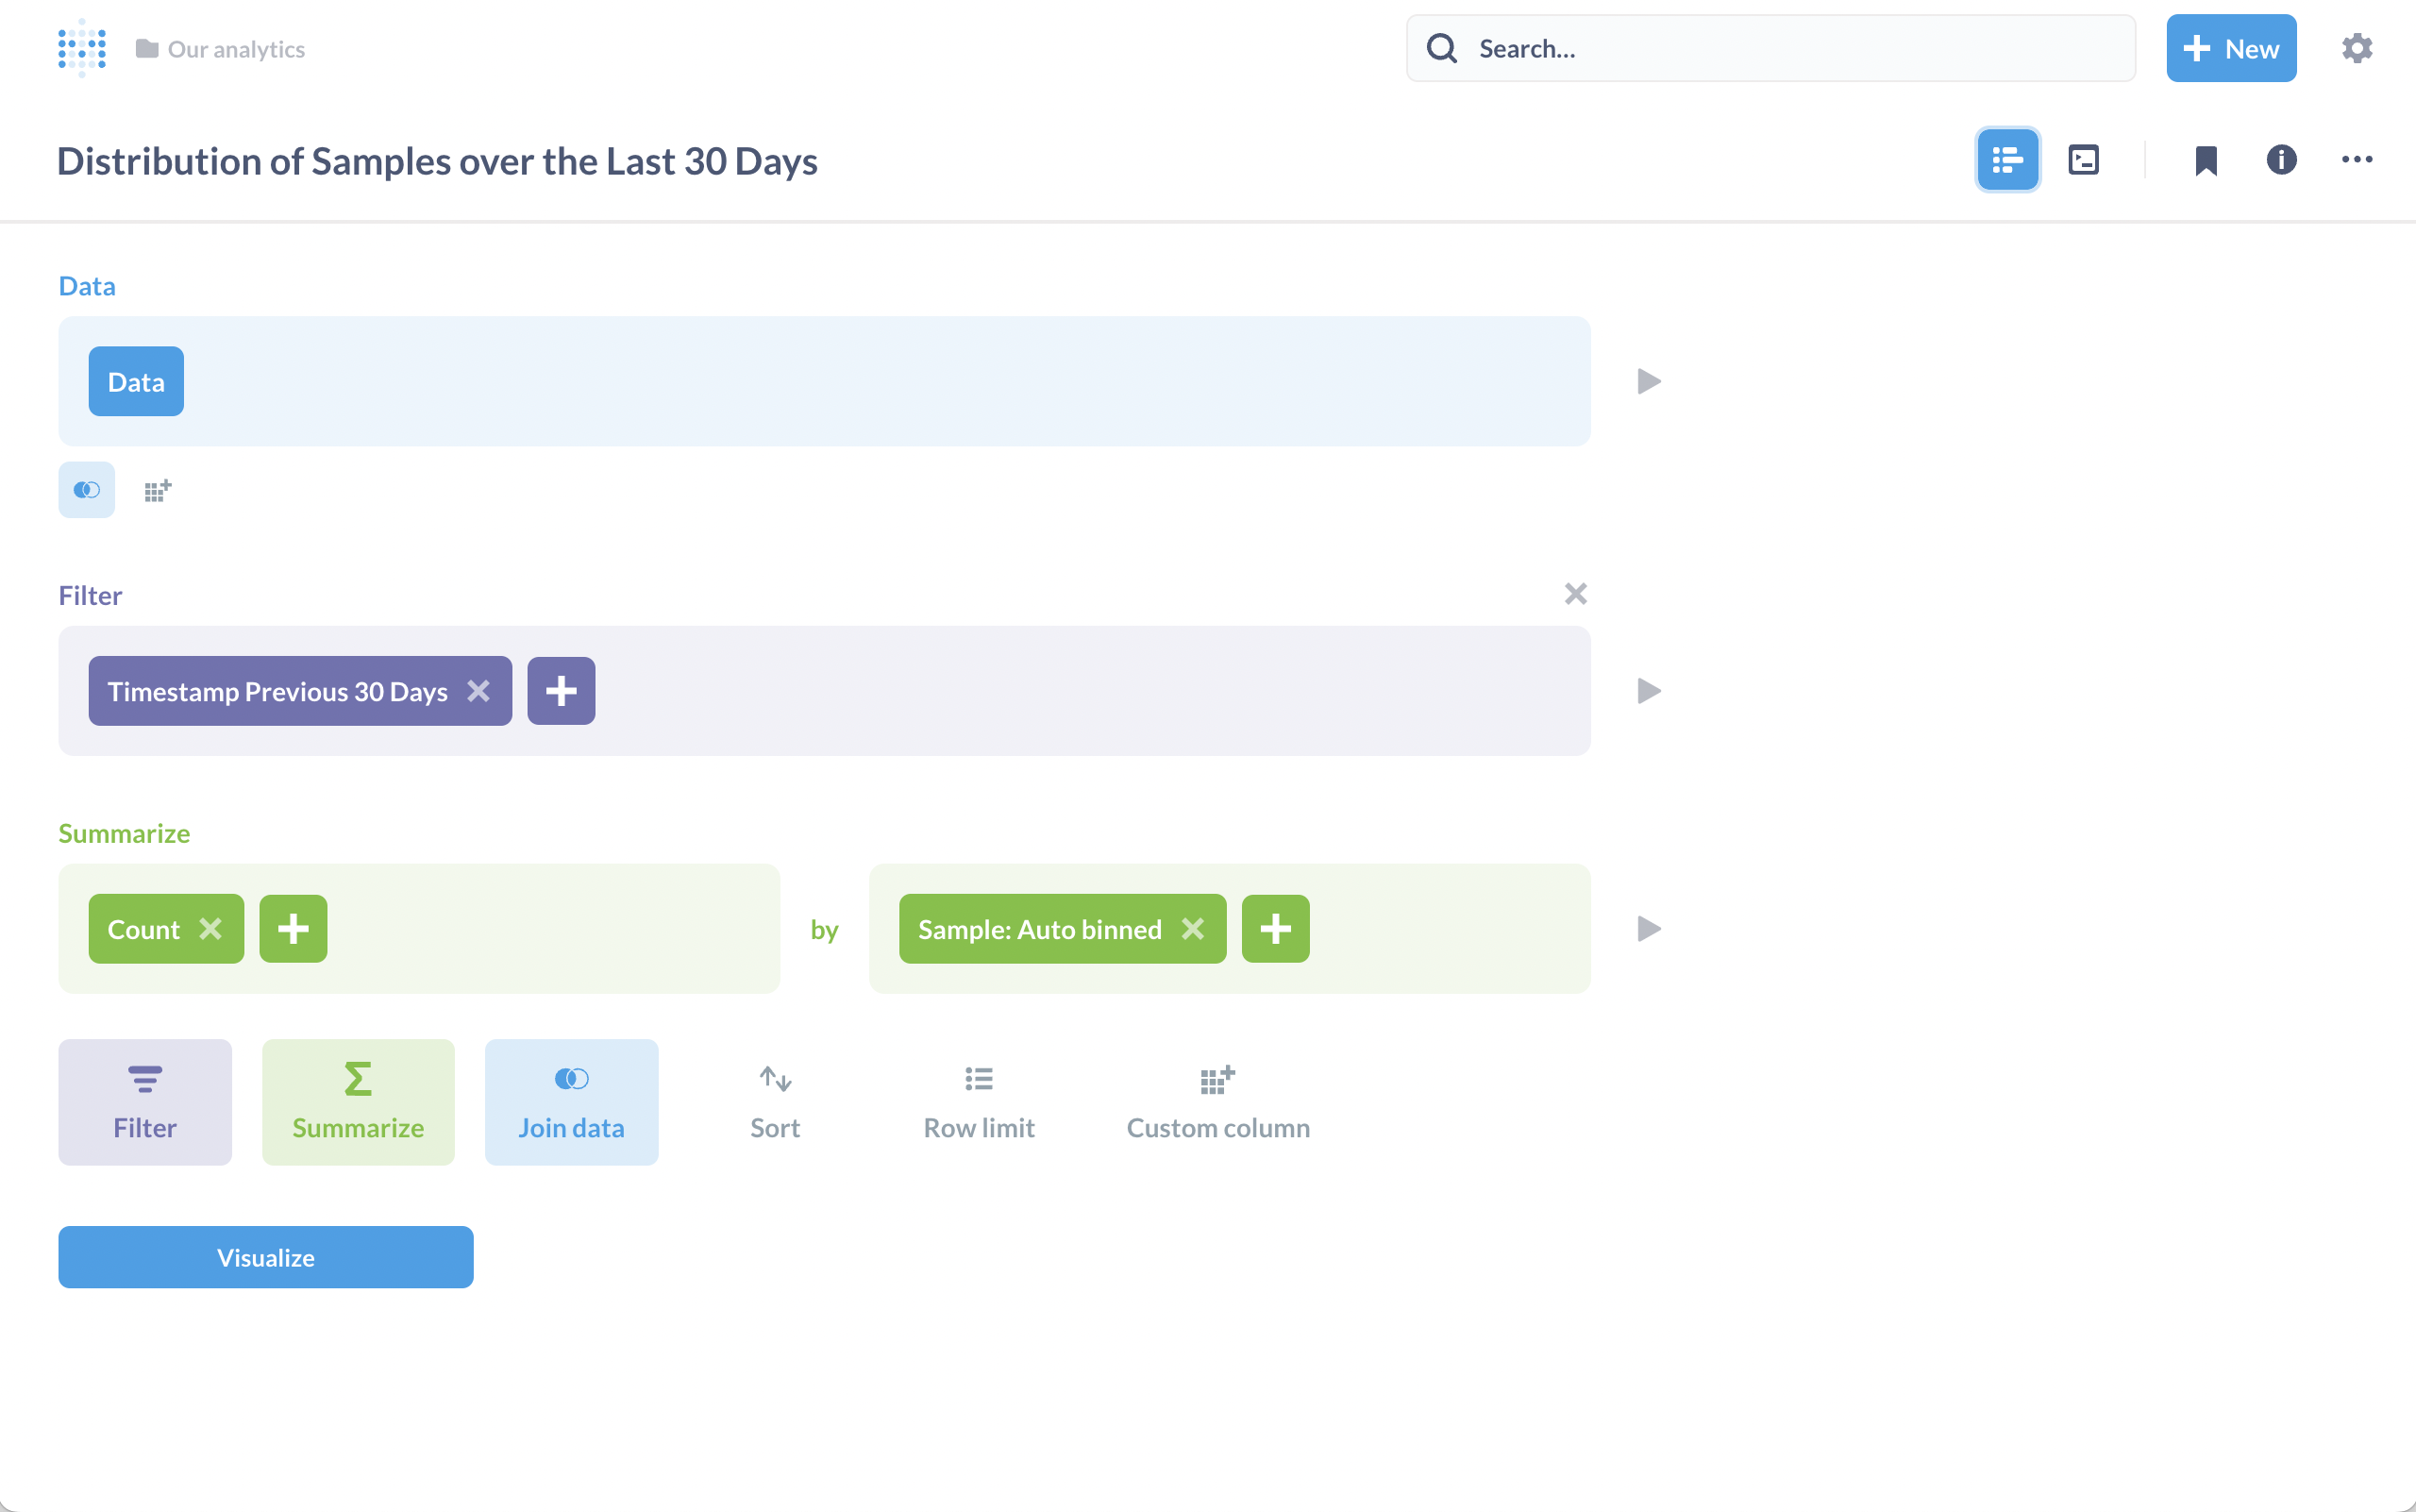 Our analytics
Search...
New
Distribution of Samples over the Last 30 Days
Data
Data
Filter
Timestamp Previous 30 Days
Summarize
Count
by
Sample: Auto binned
Filter
Summarize
Join data
Sort
Row limit
Custom column
Visualize